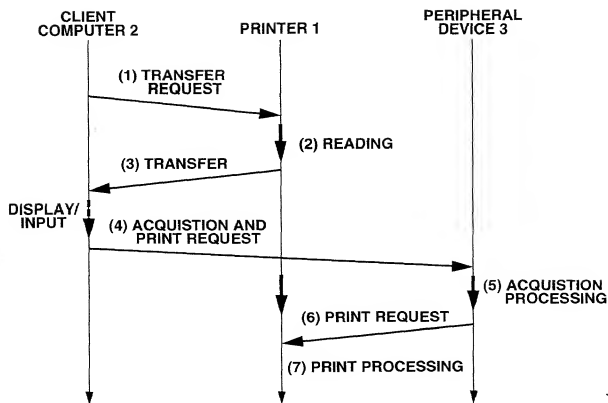 CLIENT
COMPUTER 2
PRINTER 1
PERIPHERAL
DEVICE 3
(1) TRANSFER
REQUEST
(2) READING
(3) TRANSFER
DISPLAY/
INPUT
(4) ACQUISTION AND
PRINT REQUEST
(5) ACQUISTION
PROCESSING
(6) PRINT REQUEST
(7) PRINT PROCESSING